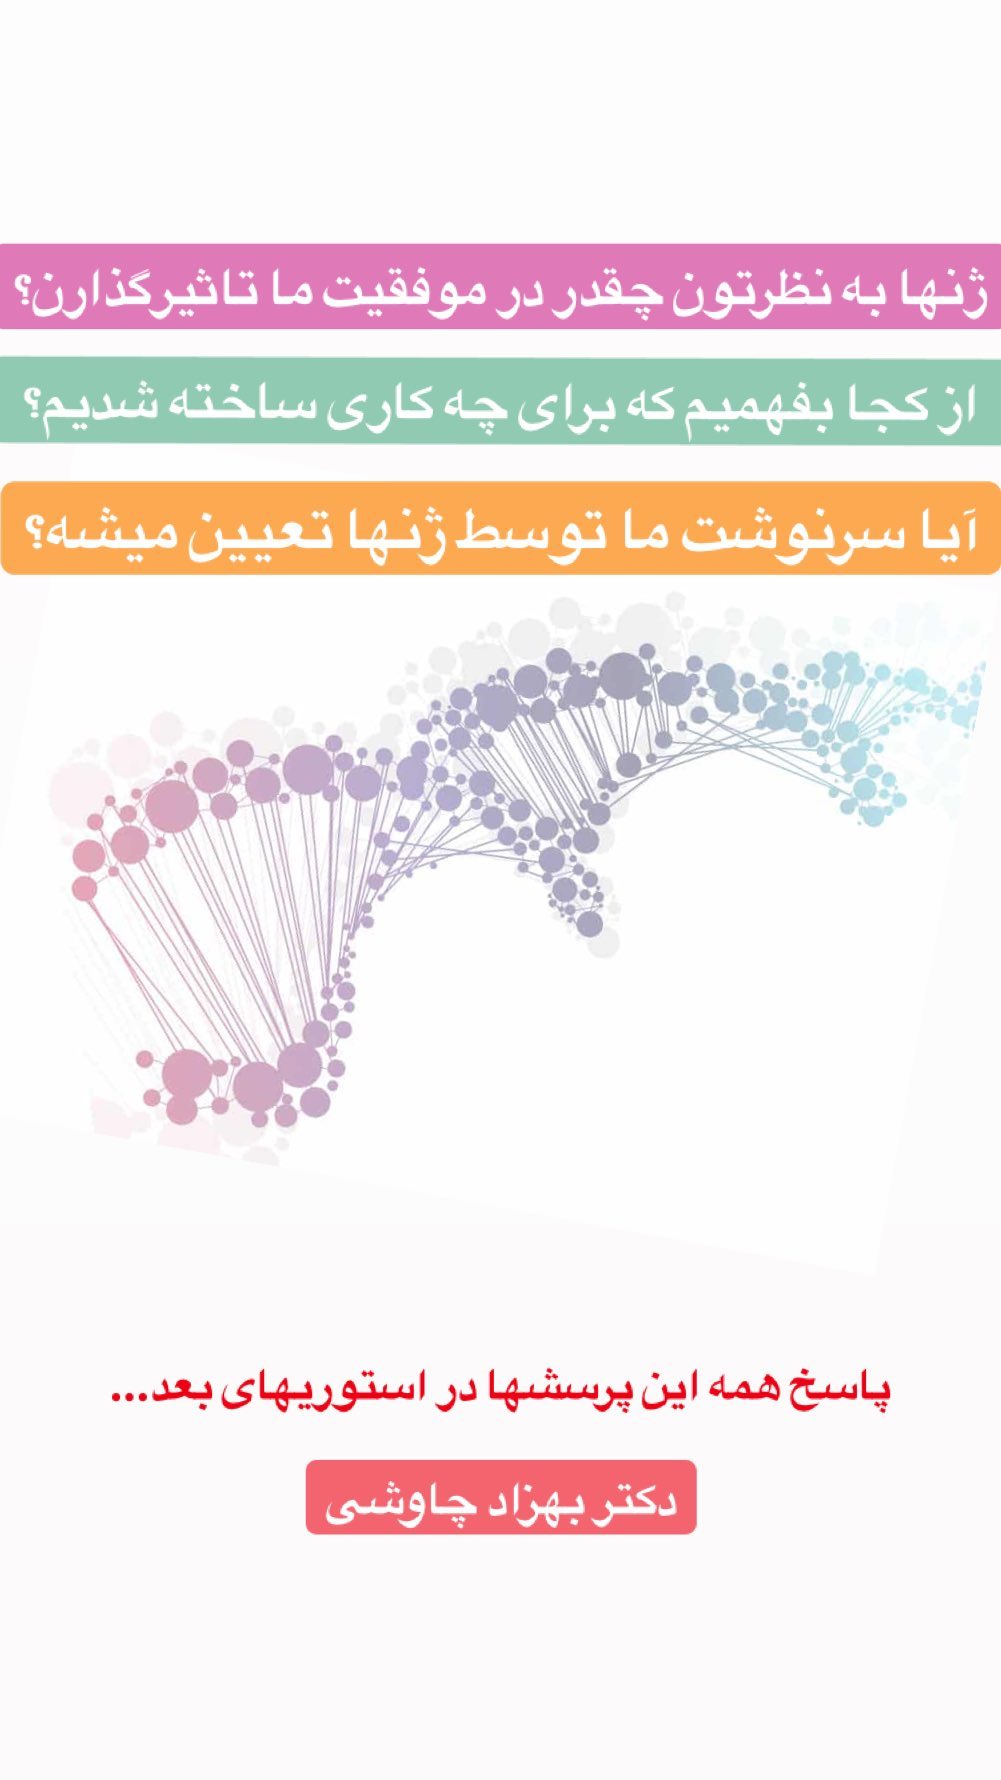 ژنها به نظرتون چقدر در موفقیت ما تاثیرگذارن؟
از کجا بفهمیم که برای چه کاری ساخته شدیم؟
آیا سرنوشت ما توسط ژنها تعیین میشه؟
پاسخ همه این پرسشها در استوریهای بعد...
دکتر بهزاد چاوشی